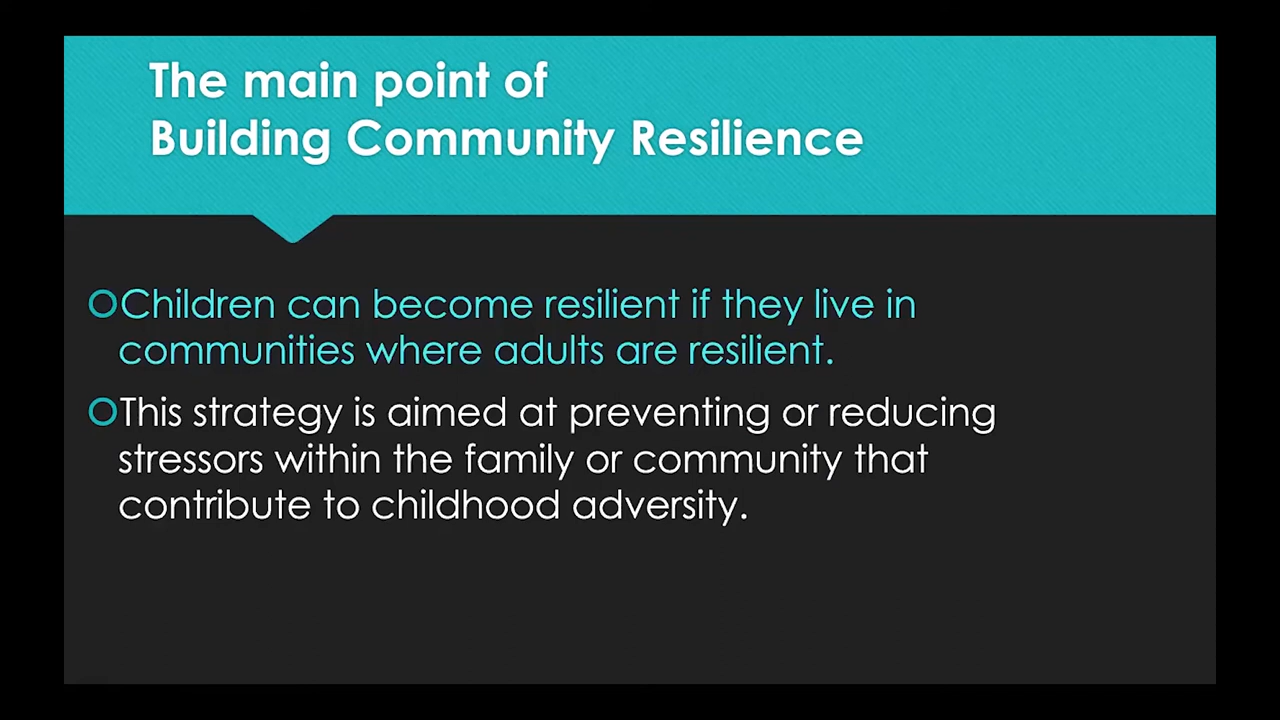 The main point of
Building Community Resilience
Children can become resilient if they live in
communities where adults are resilient.
This strategy is aimed at preventing or reducing
stressors within the family or community that
contribute to childhood adversity.